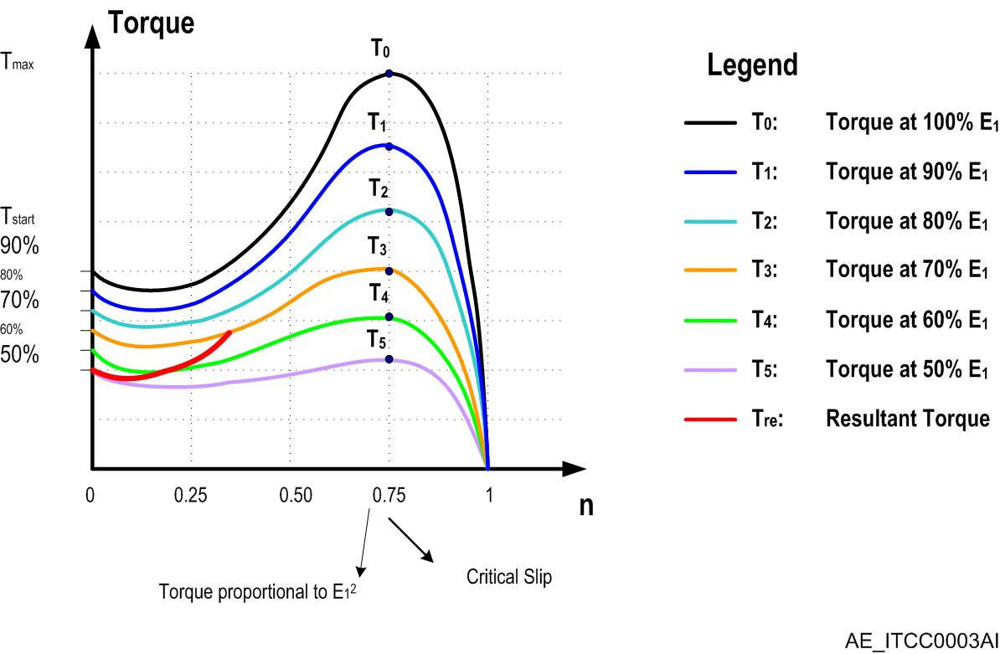 Torque
Tmax
T0
T1
T2
T3
T4
T5
Tstart
90%
80%
70%
60%
50%
0 0.25 0.50 0.75 1
n
Torque proportional to E1²
Critical Slip
Legend
T0: Torque at 100% E1
T1: Torque at 90% E1
T2: Torque at 80% E1
T3: Torque at 70% E1
T4: Torque at 60% E1
T5: Torque at 50% E1
Tre: Resultant Torque
AE_ITCC0003AI